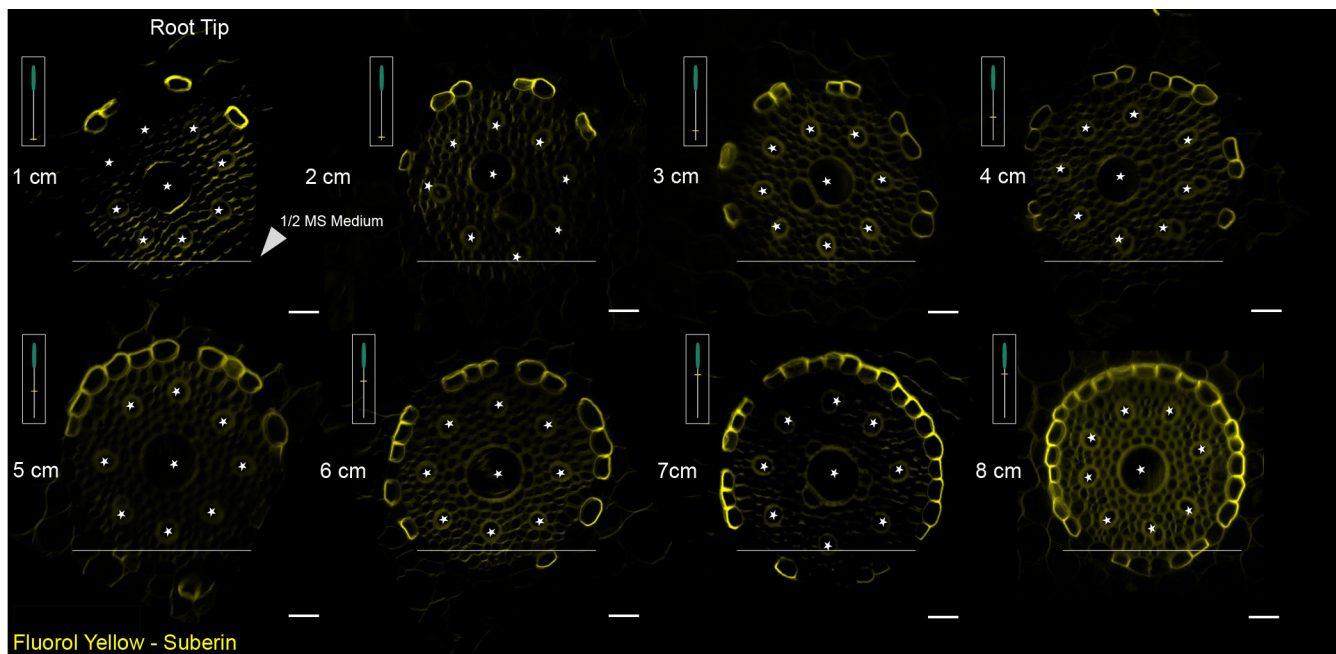 Root Tip
1 cm
1/2 MS Medium
2 cm
3 cm
4 cm
5 cm
6 cm
7cm
8 cm
Fluorol Yellow - Suberin